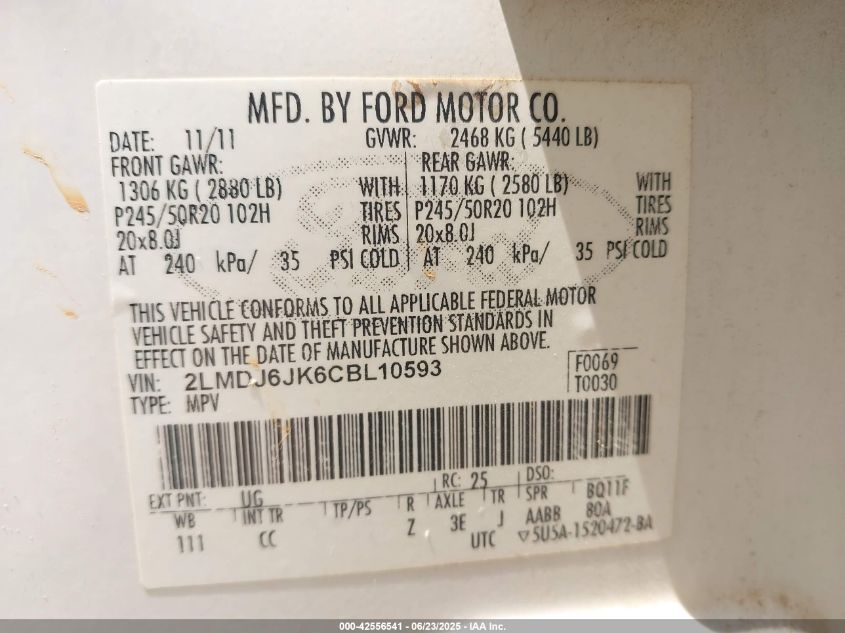 MFD. BY FORD MOTOR CO.
DATE: 11/11 GVWR: 2468 KG ( 5440 LB)
FRONT GAWR: REAR GAWR:
1306 KG ( 2880 LB) WITH 1170 KG ( 2580 LB) WITH
P245/50R20 102H TIRES P245/50R20 102H TIRES
20x8.0J RIMS 20x8.0J RIMS
AT 240 kPa/ 35 PSI COLD AT 240 kPa/ 35 PSI COLD
THIS VEHICLE CONFORMS TO ALL APPLICABLE FEDERAL MOTOR
VEHICLE SAFETY AND THEFT PREVENTION STANDARDS IN
EFFECT ON THE DATE OF MANUFACTURE SHOWN ABOVE.
VIN: 2LMDJ6JK6CBL10593 F0069
TYPE: MPV T0030
EXT PNT: UG RC: 25 DSO:
WB INT TR TP/PS R AXLE TR SPR BQ11F
111 CC Z 3E J AABB 80A
UTC ▽5U5A-1520472-BA
000-42556541 - 06/23/2025 - IAA Inc.